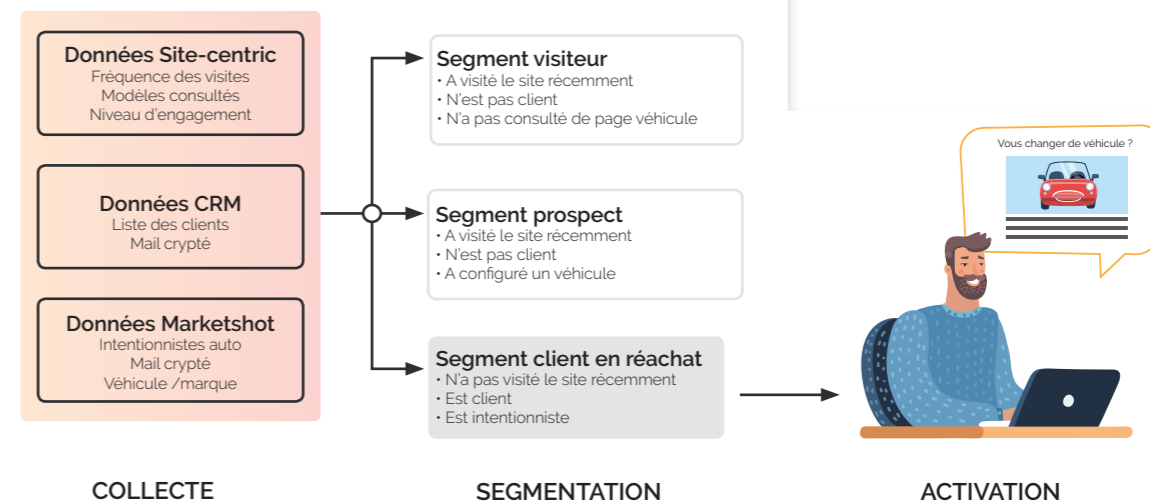 Données Site-centric
Fréquence des visites
Modèles consultés
Niveau d'engagement
Données CRM
Liste des clients
Mail crypté
Données Marketshot
Intentionnistes auto
Mail crypté
Véhicule /marque
COLLECTE
Segment visiteur
• A visité le site récemment
• N'est pas client
• N'a pas consulté de page véhicule
Segment prospect
• A visité le site récemment
• N'est pas client
• A configuré un véhicule
Segment client en réachat
• N'a pas visité le site récemment
• Est client
• Est intentionniste
SEGMENTATION
Vous changer de véhicule ?
ACTIVATION